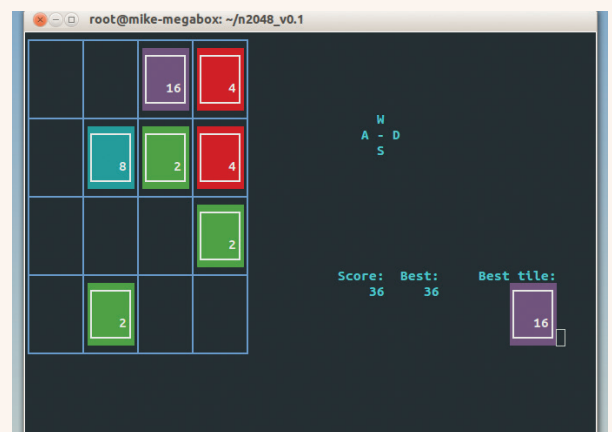 root@mike-megabox: ~/n2048_v0.1
16 4
W
A - D
S
8 2 4
2
Score: Best: Best tile:
36 36
2
16